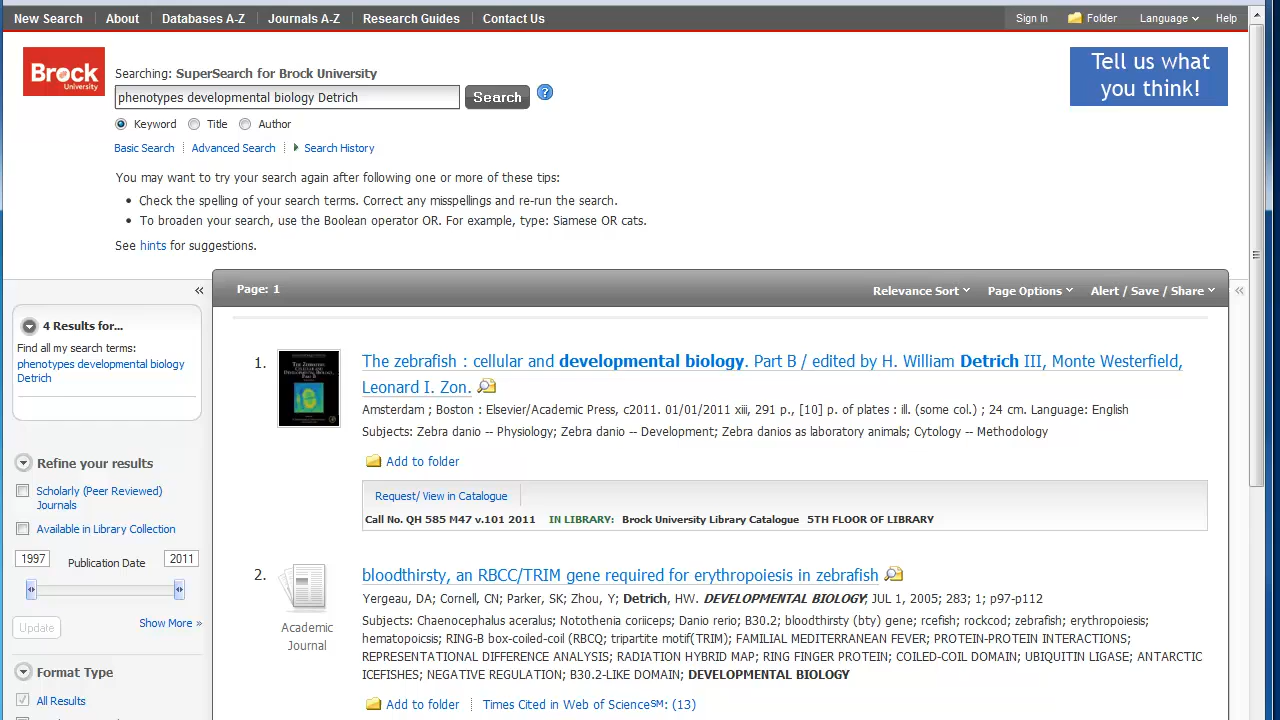 New Search About Databases A-Z Journals A-Z Research Guides Contact Us Sign In Folder Language Help
Brock
University
Searching: SuperSearch for Brock University
phenotypes developmental biology Detrich Search ?
Tell us what
you think!
Keyword Title Author
Basic Search Advanced Search Search History
You may want to try your search again after following one or more of these tips:
• Check the spelling of your search terms. Correct any misspellings and re-run the search.
• To broaden your search, use the Boolean operator OR. For example, type: Siamese OR cats.
See hints for suggestions.
«
Page: 1 Relevance Sort Page Options Alert / Save / Share «
4 Results for...
Find all my search terms:
phenotypes developmental biology
Detrich
Refine your results
Scholarly (Peer Reviewed)
Journals
Available in Library Collection
1997 Publication Date 2011
Update Show More »
Format Type
All Results
1. The zebrafish : cellular and developmental biology. Part B / edited by H. William Detrich III, Monte Westerfield,
Leonard I. Zon.
Amsterdam ; Boston : Elsevier/Academic Press, c2011. 01/01/2011 xiii, 291 p., [10] p. of plates : ill. (some col.) ; 29 cm. Language: English
Subjects: Zebra danio -- Physiology; Zebra danio -- Development; Zebra danios as laboratory animals; Cytology -- Methodology
Add to folder
Request/ View in Catalogue
Call No. QH 585 M47 v.101 2011 IN LIBRARY: Brock University Library Catalogue 5TH FLOOR OF LIBRARY
2. bloodthirsty, an RBCC/TRIM gene required for erythropoiesis in zebrafish
Academic
Journal
Yergeau, DA; Cornell, CN; Parker, SK; Zhou, Y; Detrich, HW. DEVELOPMENTAL BIOLOGY; JUL 1, 2005; 283; 1; p97-p112
Subjects: Chaenocephalus aceralus; Notothenia coriiceps; Danio rerio; B30.2; bloodthirsty (bty) gene; rcefish; rockcod; zebrafish; erythropoiesis;
hematopoicsis; RING-B box-coiled-coil (RBCQ; tripartite motif(TRIM); FAMILIAL MEDITERRANEAN FEVER; PROTEIN-PROTEIN INTERACTIONS;
REPRESENTATIONAL DIFFERENCE ANALYSIS; RADIATION HYBRID MAP; RING FINGER PROTEIN; COILED-COIL DOMAIN; UBIQUITIN LIGASE; ANTARCTIC
ICEFISHES; NEGATIVE REGULATION; B30.2-LIKE DOMAIN; DEVELOPMENTAL BIOLOGY
Add to folder Times Cited in Web of Science℠: (13)